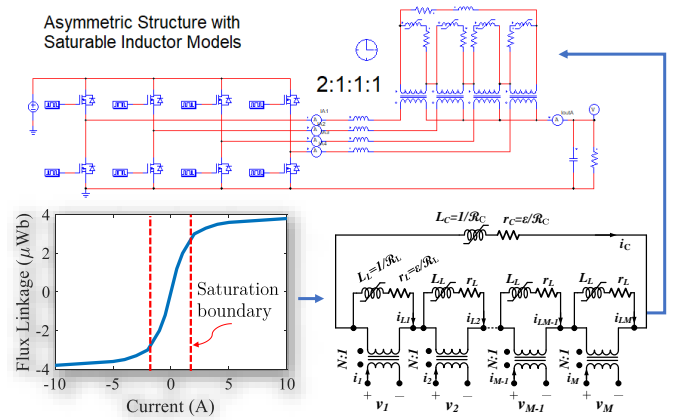 Asymmetric Structure with
Saturable Inductor Models
2:1:1:1
IA1
IoutA
V
A
A
A
A
A
Flux Linkage (μWb)
4
2
0
-2
-4
-10
-5
0
5
10
Current (A)
Saturation
boundary
L_C=1/ℛ_C
r_C=ε/ℛ_C
i_C
L_L=1/ℛ_L
r_L=ε/ℛ_L
L_L
r_L
L_L
r_L
L_L
r_L
i_L1
i_L2
i_LM-1
i_LM
N:1
N:1
N:1
N:1
i_1
i_2
i_M-1
i_M
+ v_1 −
+ v_2 −
+ v_M-1 −
+ v_M −